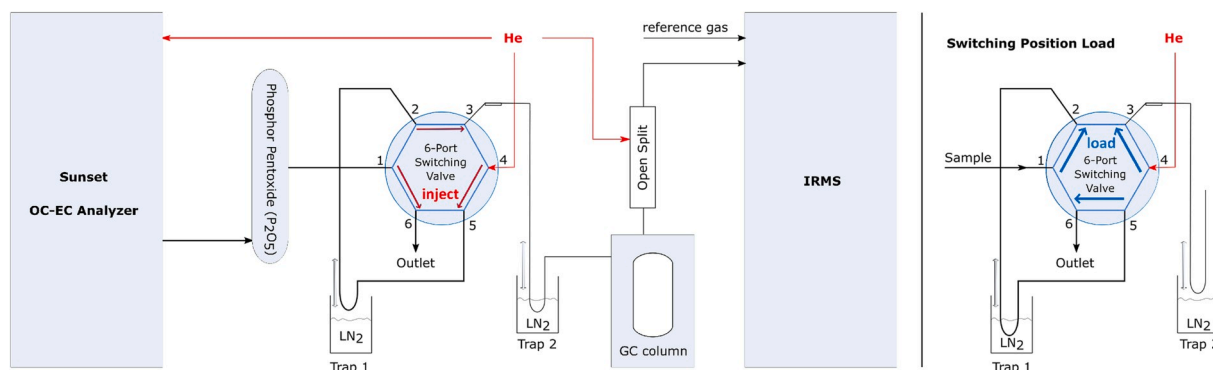 He
reference gas
Sunset
OC-EC Analyzer
Phosphor Pentoxide (P2O5)
1
2
3
4
5
6
6-Port
Switching
Valve
inject
Outlet
LN2
Trap 1
LN2
Trap 2
Open Split
GC column
IRMS
Switching Position Load
He
Sample
1
2
3
4
5
6
load
6-Port
Switching
Valve
Outlet
LN2
Trap 1
LN2
Trap